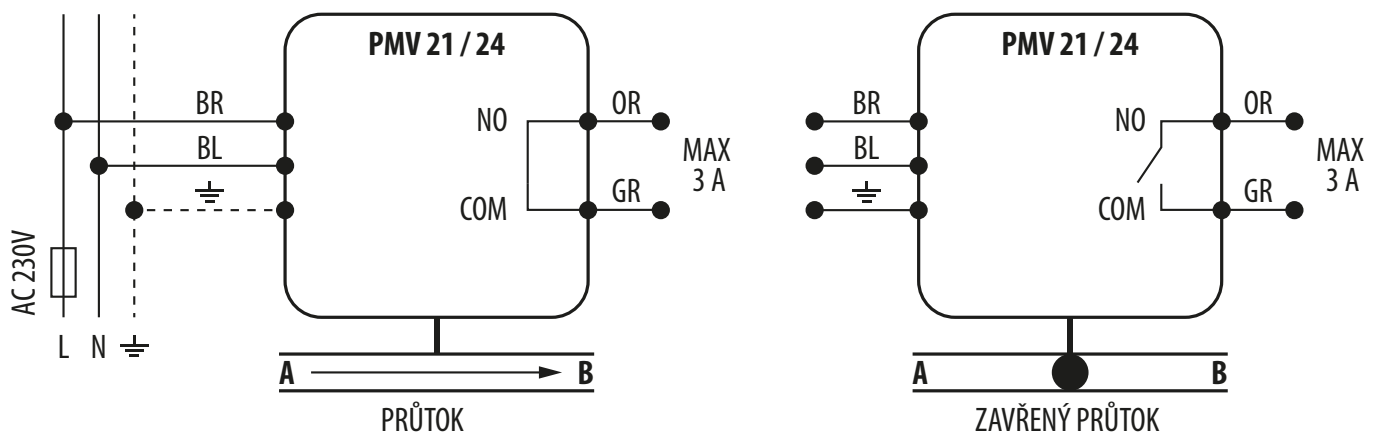 PMV 21 / 24
BR
NO
OR
BL
MAX
3 A
COM
GR
AC 230V
L N
A B
PRŮTOK
PMV 21 / 24
BR
NO
OR
BL
MAX
3 A
COM
GR
A B
ZAVŘENÝ PRŮTOK